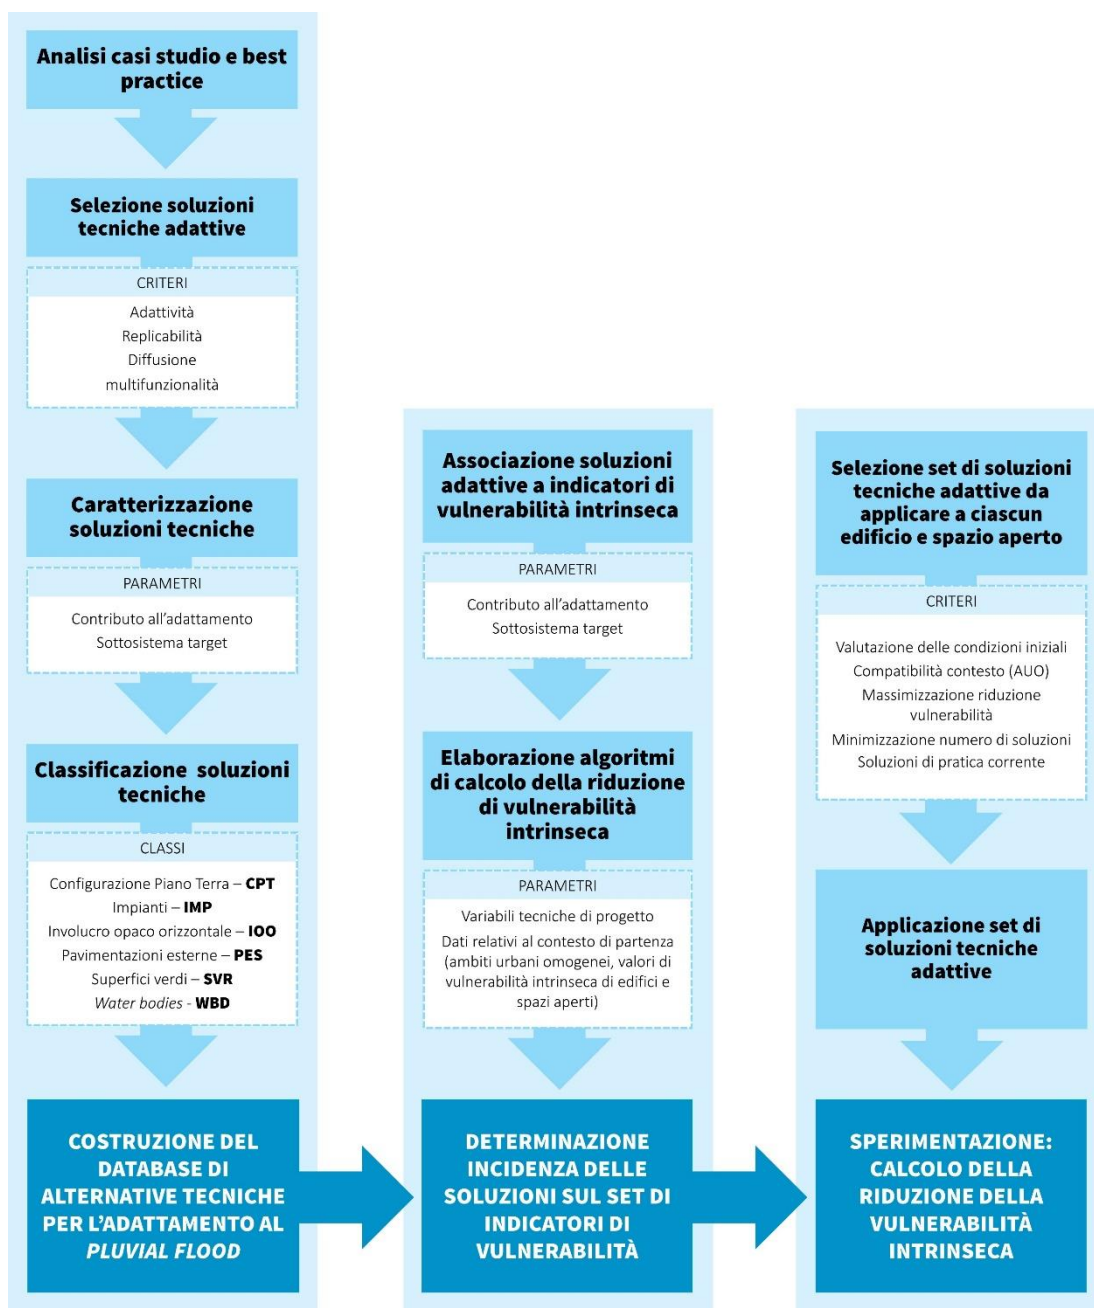 Analisi casi studio e best
practice
Selezione soluzioni
tecniche adattive
CRITERI
Adattività
Replicabilità
Diffusione
multifunzionalità
Caratterizzazione
soluzioni tecniche
PARAMETRI
Contributo all’adattamento
Sottosistema target
Classificazione soluzioni
tecniche
CLASSI
Configurazione Piano Terra – CPT
Impianti – IMP
Involucro opaco orizzontale – IOO
Pavimentazioni esterne – PES
Superfici verdi – SVR
Water bodies - WBD
COSTRUZIONE DEL
DATABASE DI
ALTERNATIVE TECNICHE
PER L’ADATTAMENTO AL
PLUVIAL FLOOD
Associazione soluzioni
adattive a indicatori di
vulnerabilità intrinseca
PARAMETRI
Contributo all’adattamento
Sottosistema target
Elaborazione algoritmi
di calcolo della riduzione
di vulnerabilità
intrinseca
PARAMETRI
Variabili tecniche di progetto
Dati relativi al contesto di partenza
(ambiti urbani omogenei, valori di
vulnerabilità intrinseca di edifici e
spazi aperti)
DETERMINAZIONE
INCIDENZA DELLE
SOLUZIONI SUL SET DI
INDICATORI DI
VULNERABILITÀ
Selezione set di soluzioni
tecniche adattive da
applicare a ciascun
edificio e spazio aperto
CRITERI
Valutazione delle condizioni iniziali
Compatibilità contesto (AUO)
Massimizzazione riduzione
vulnerabilità
Minimizzazione numero di soluzioni
Soluzioni di pratica corrente
Applicazione set di
soluzioni tecniche
adattive
SPERIMENTAZIONE:
CALCOLO DELLA
RIDUZIONE DELLA
VULNERABILITÀ
INTRINSECA